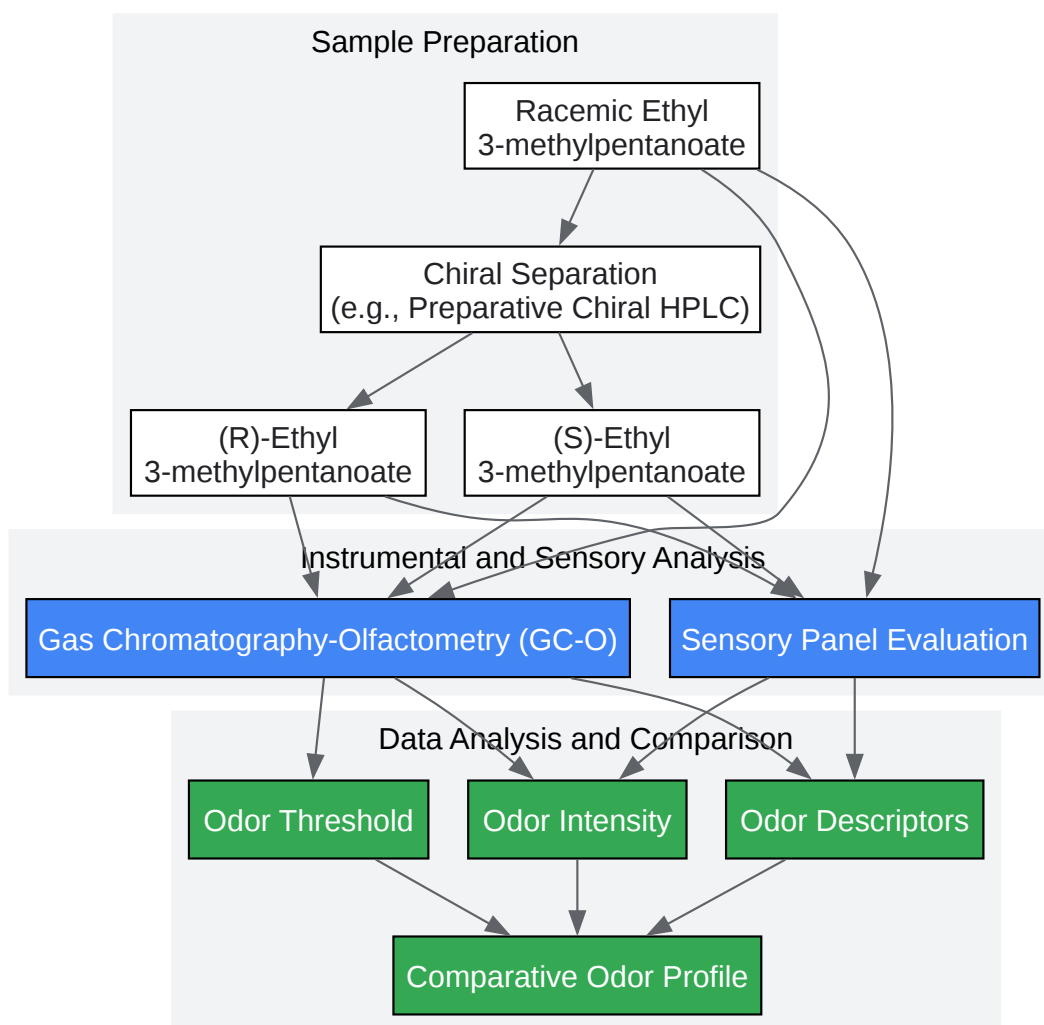 Sample Preparation
Racemic Ethyl
3-methylpentanoate
Chiral Separation
(e.g., Preparative Chiral HPLC)
(R)-Ethyl
3-methylpentanoate
(S)-Ethyl
3-methylpentanoate
Instrumental and Sensory Analysis
Gas Chromatography-Olfactometry (GC-O)
Sensory Panel Evaluation
Data Analysis and Comparison
Odor Threshold
Odor Intensity
Odor Descriptors
Comparative Odor Profile